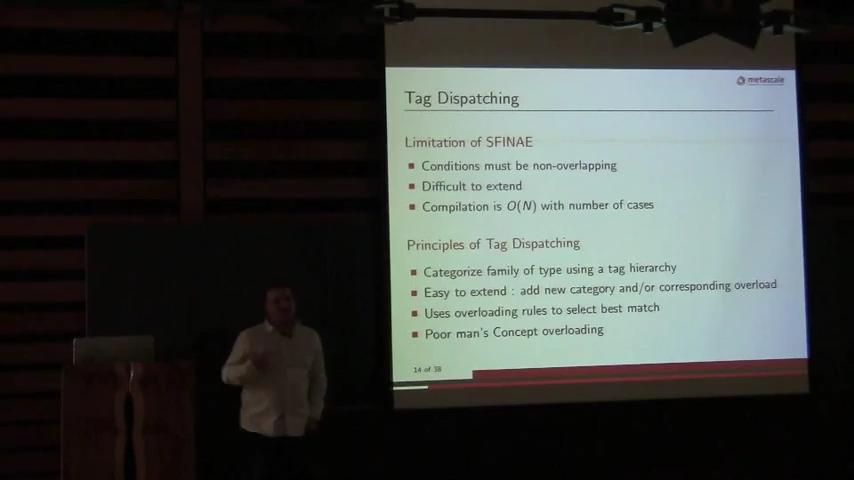 metascale
Tag Dispatching
Limitation of SFINAE
Conditions must be non-overlapping
Difficult to extend
Compilation is O(N) with number of cases
Principles of Tag Dispatching
Categorize family of type using a tag hierarchy
Easy to extend : add new category and/or corresponding overload
Uses overloading rules to select best match
Poor man's Concept overloading
14 of 38